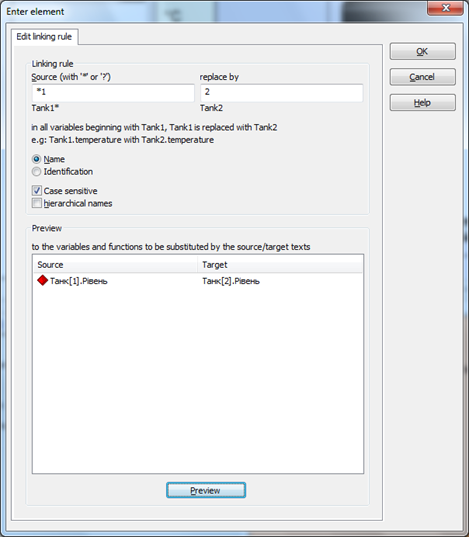 Enter element
Edit linking rule
OK
Cancel
Help
Linking rule
Source (with '*' or '?') replace by
*1 2
Tank1* Tank2
in all variables beginning with Tank1, Tank1 is replaced with Tank2
e.g: Tank1.temperature with Tank2.temperature
Name
Identification
Case sensitive
hierarchical names
Preview
to the variables and functions to be substituted by the source/target texts
Source Target
Танк[1].Рівень Танк[2].Рівень
Preview